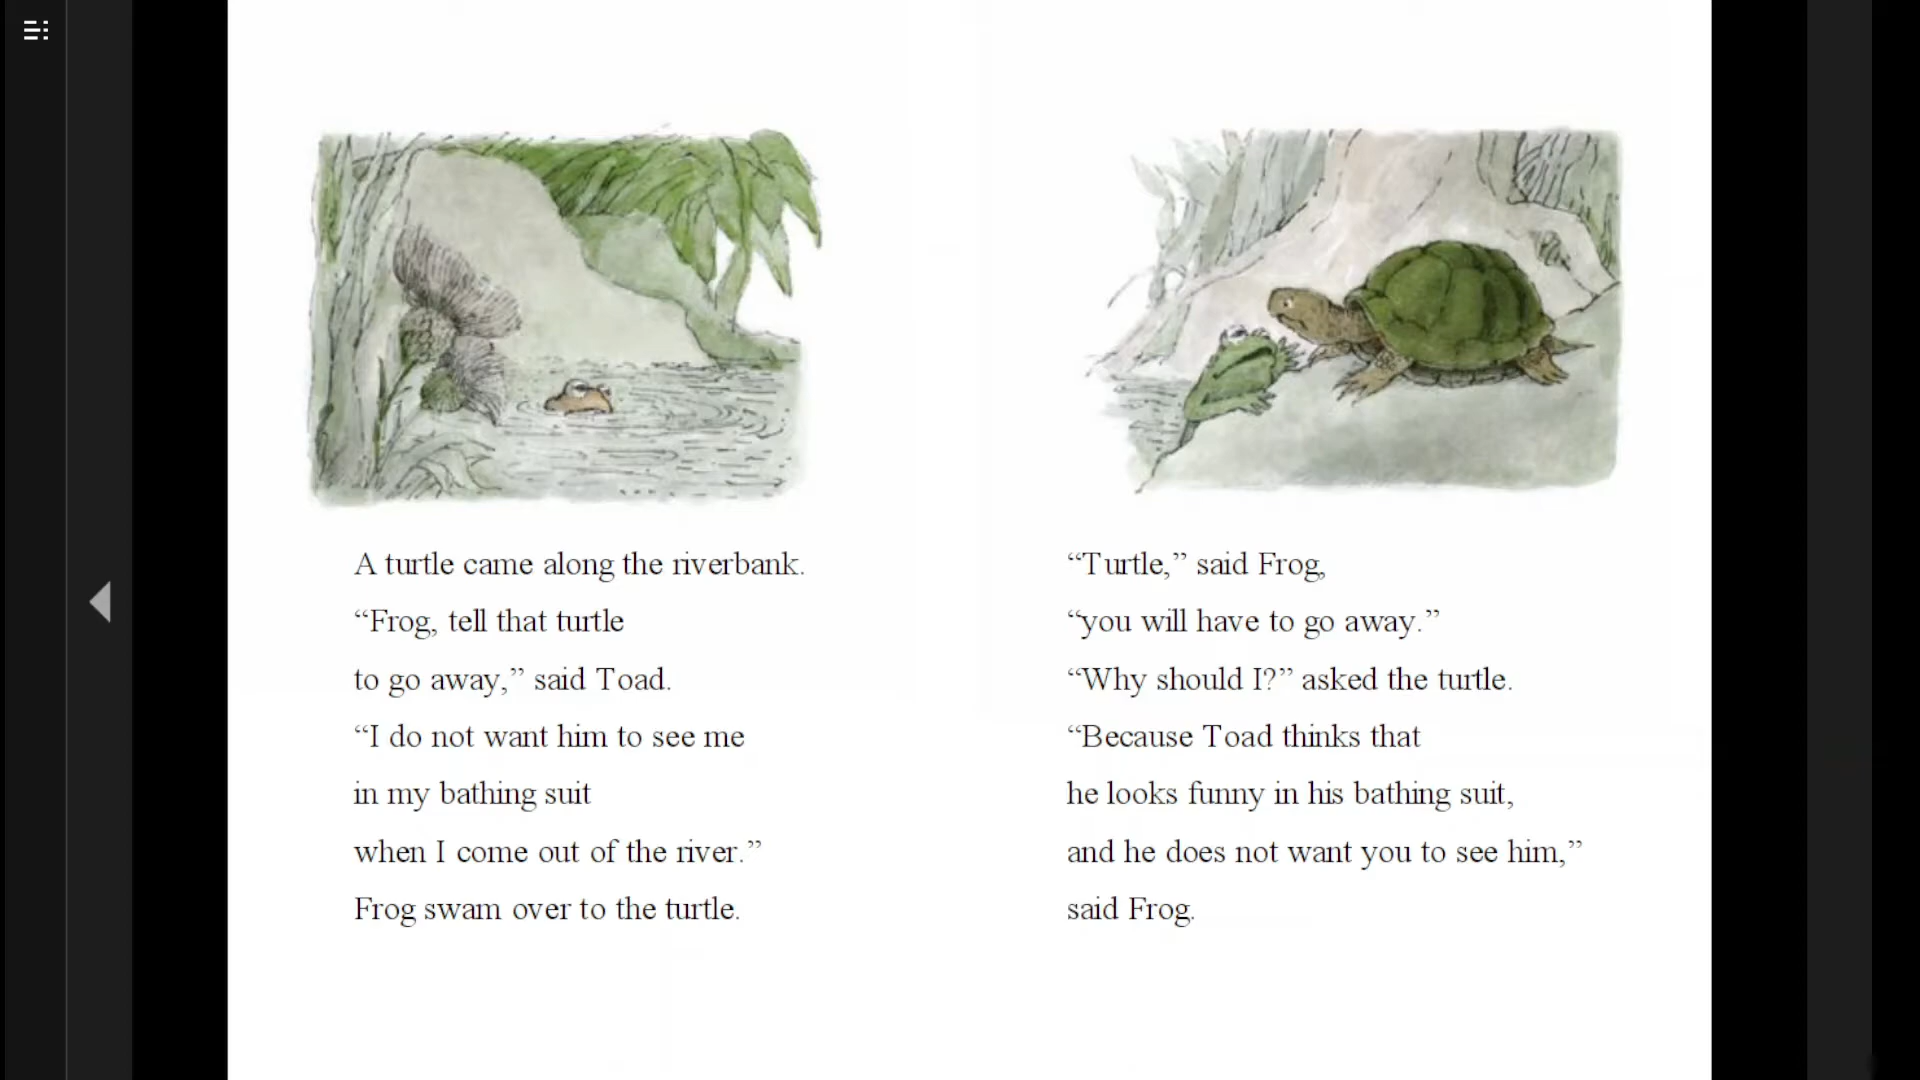 A turtle came along the riverbank.
“Frog, tell that turtle
to go away,” said Toad.
“I do not want him to see me
in my bathing suit
when I come out of the river.”
Frog swam over to the turtle.
“Turtle,” said Frog,
“you will have to go away.”
“Why should I?” asked the turtle.
“Because Toad thinks that
he looks funny in his bathing suit,
and he does not want you to see him,”
said Frog.